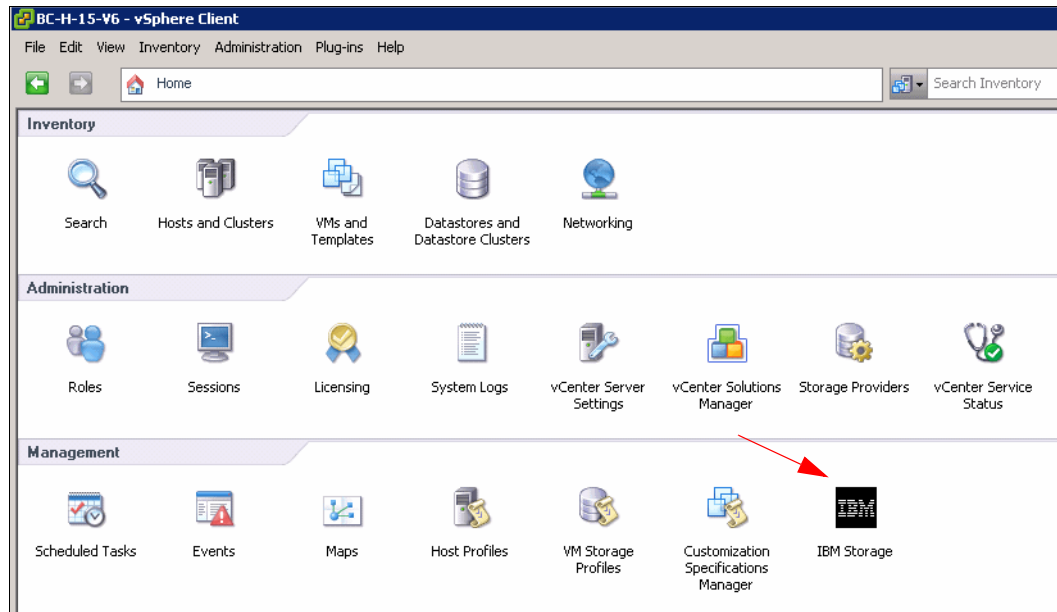 BC-H-15-V6 - vSphere Client
File Edit View Inventory Administration Plug-ins Help
Home
Search Inventory
Inventory
Search
Hosts and Clusters
VMs and
Templates
Datastores and
Datastore Clusters
Networking
Administration
Roles
Sessions
Licensing
System Logs
vCenter Server
Settings
vCenter Solutions
Manager
Storage Providers
vCenter Service
Status
Management
Scheduled Tasks
Events
Maps
Host Profiles
VM Storage
Profiles
Customization
Specifications
Manager
IBM
IBM Storage